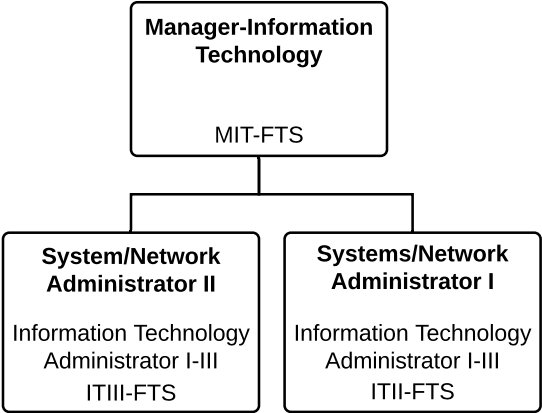 Manager-Information
Technology
MIT-FTS
System/Network
Administrator II
Information Technology
Administrator I-III
ITIII-FTS
Systems/Network
Administrator I
Information Technology
Administrator I-III
ITII-FTS